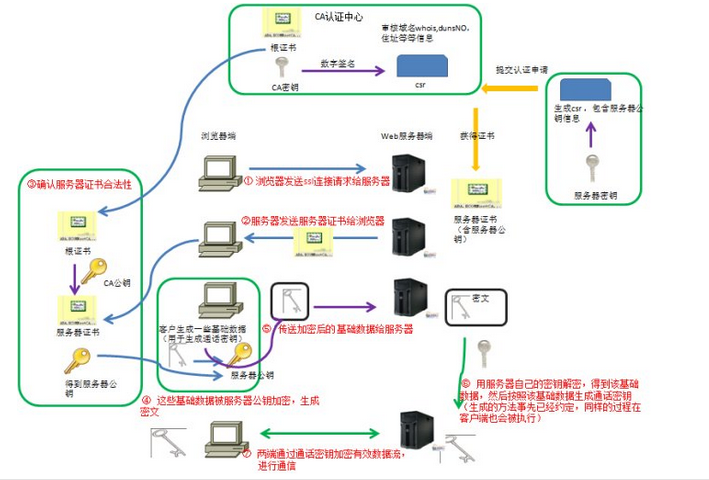 CA认证中心
审核域名whois,dunsNO,
住址等等信息
根证书
数字签名
CA密钥
csr
提交认证申请
生成csr，包含服务器公
钥信息
服务器密钥
浏览器端
Web服务器端
获得证书
①浏览器发送ssl连接请求给服务器
服务器证书
（含服务器公
钥）
②服务器发送服务器证书给浏览器
③确认服务器证书合法性
根证书
CA公钥
服务器证书
得到服务器公
钥
客户生成一些基础数据
（用于生成通话密钥）
服务器公钥
⑤ 传送加密后的基础数据给服务器
密文
④ 这些基础数据被服务器公钥加密，生成
密文
⑥ 用服务器自己的密钥解密，得到该基础
数据，然后按照该基础数据生成通话密钥
（生成的方法事先已经约定，同样的过程在
客户端也会被执行）
⑦ 两端通过通话密钥加密有效数据流，
进行通信